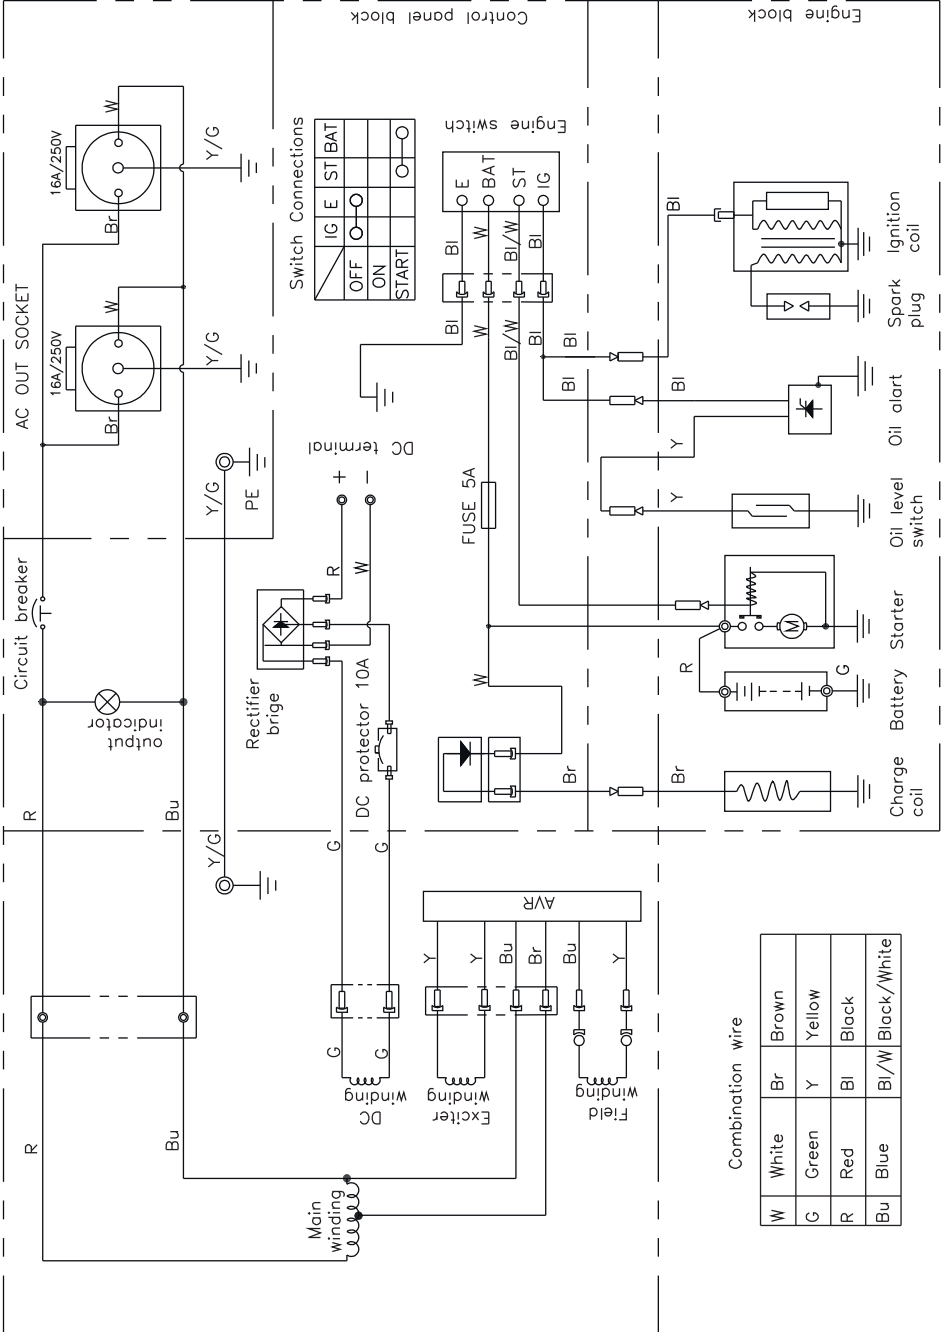 Control panel block
Engine block
AC OUT SOCKET
16A/250V
W
Br
Y/G
16A/250V
W
Br
Y/G
Y/G
PE
Circuit breaker
output
indicator
R
Bu
Y/G
R
Bu
Switch Connections
IG E ST BAT
OFF
ON
START
Engine switch
E
BAT
ST
IG
Bl
W
Bl/W
Bl
Bl
W
Bl/W
Bl
Bl
Bl
Bl
Bl
DC terminal
+
−
R
W
FUSE 5A
Rectifier
brige
DC protector 10A
W
Br
Br
Y
Y
R
G
Ignition
coil
Spark
plug
Oil alart
Oil level
switch
Starter
M
Battery
Charge
coil
G
G
G
G
AVR
Y
Y
Bu
Br
Bu
Y
DC
winding
Exciter
winding
Field
winding
Main
winding
Combination wire
W White Br Brown
G Green Y Yellow
R Red Bl Black
Bu Blue Bl/W Black/White